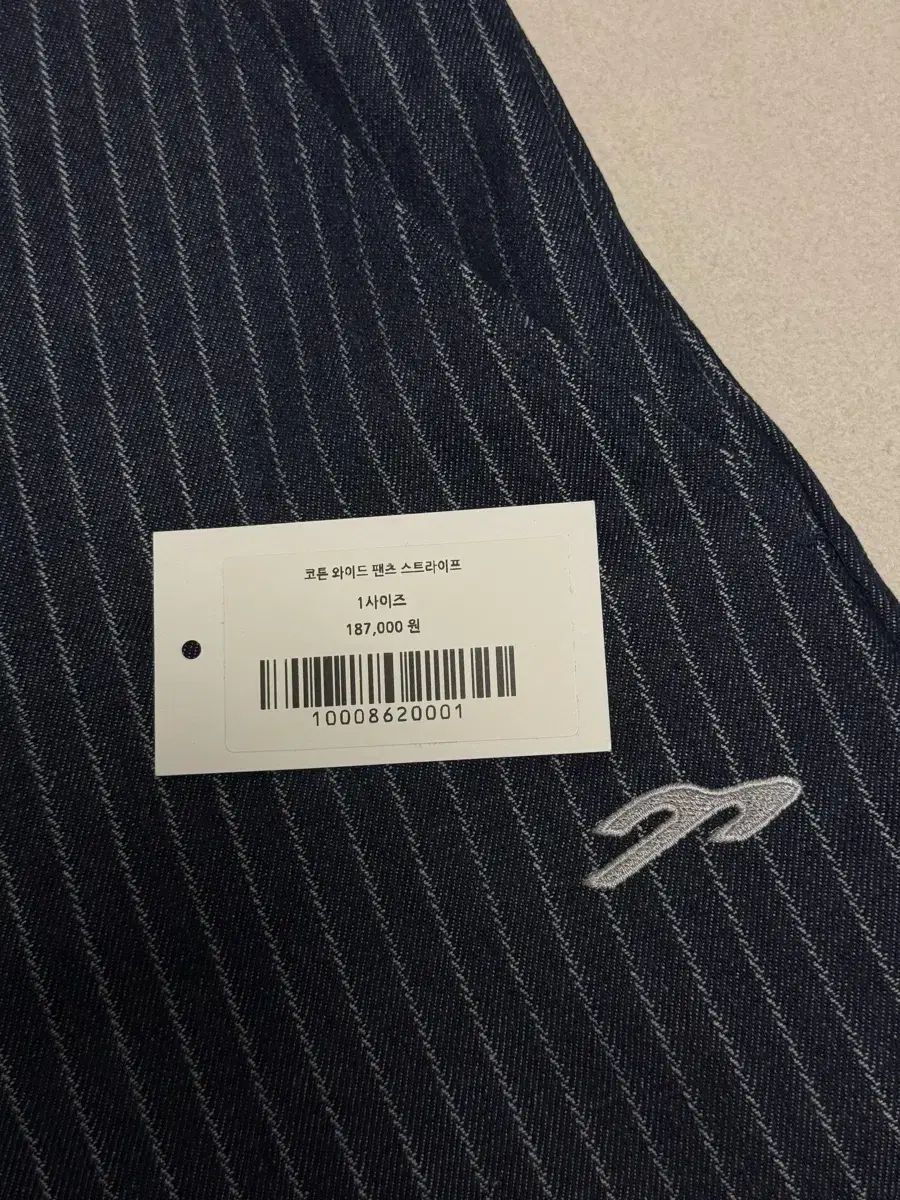 코튼 와이드 팬츠 스트라이프
1사이즈
187,000 원
10008620001